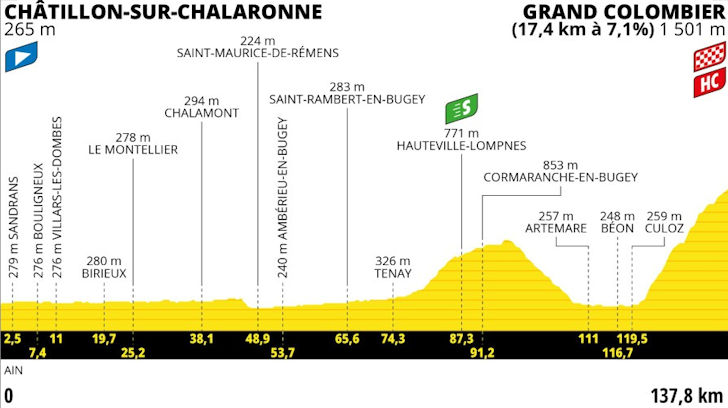 CHÂTILLON-SUR-CHALARONNE
265 m
GRAND COLOMBIER
(17,4 km à 7,1%) 1 501 m
HC
224 m
SAINT-MAURICE-DE-RÉMENS
283 m
SAINT-RAMBERT-EN-BUGEY
294 m
CHALAMONT
S
771 m
HAUTEVILLE-LOMPNES
278 m
LE MONTELLIER
853 m
CORMARANCHE-EN-BUGEY
279 m SANDRANS
276 m BOULIGNEUX
276 m VILLARS-LES-DOMBES
240 m AMBÉRIEU-EN-BUGEY
257 m
ARTEMARE
248 m
BÉON
259 m
CULOZ
280 m
BIRIEUX
326 m
TENAY
2,5 11 19,7 38,1 48,9 65,6 74,3 87,3 111 119,5
7,4 25,2 53,7 91,2 116,7
AIN
0 137,8 km